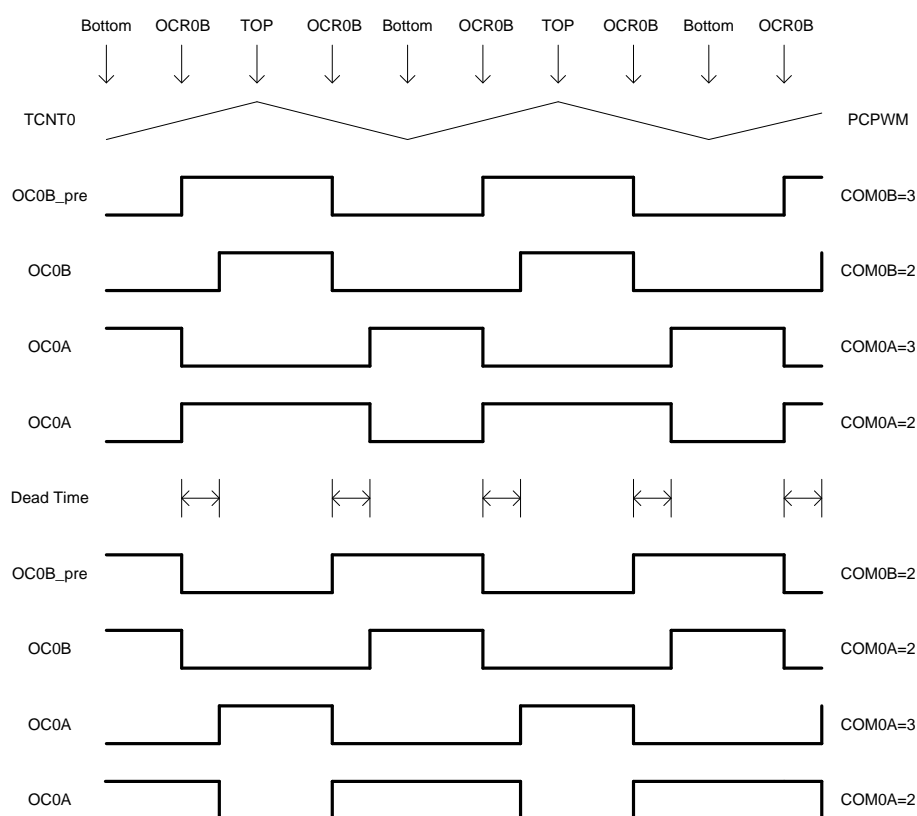 Bottom OCR0B TOP OCR0B Bottom OCR0B TOP OCR0B Bottom OCR0B
TCNT0 PCPWM
OC0B_pre COM0B=3
OC0B COM0B=2
OC0A COM0A=3
OC0A COM0A=2
Dead Time
OC0B_pre COM0B=2
OC0B COM0A=2
OC0A COM0A=3
OC0A COM0A=2